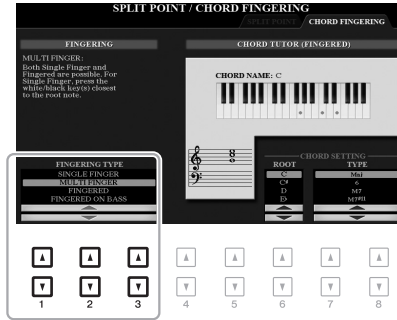 SPLIT POINT / CHORD FINGERING
SPLIT POINT
CHORD FINGERING
FINGERING
MULTI FINGER:
Both Single Finger and
Fingered are possible. For
Single Finger, press the
white/black key(s) closest
to the root note.
CHORD TUTOR (FINGERED)
CHORD NAME: C
FINGERING TYPE
SINGLE FINGER
MULTI FINGER
FINGERED
FINGERED ON BASS
CHORD SETTING
ROOT
C
C#
D
E♭
TYPE
Maj
6
M7
M7#11
1 2 3 4 5 6 7 8